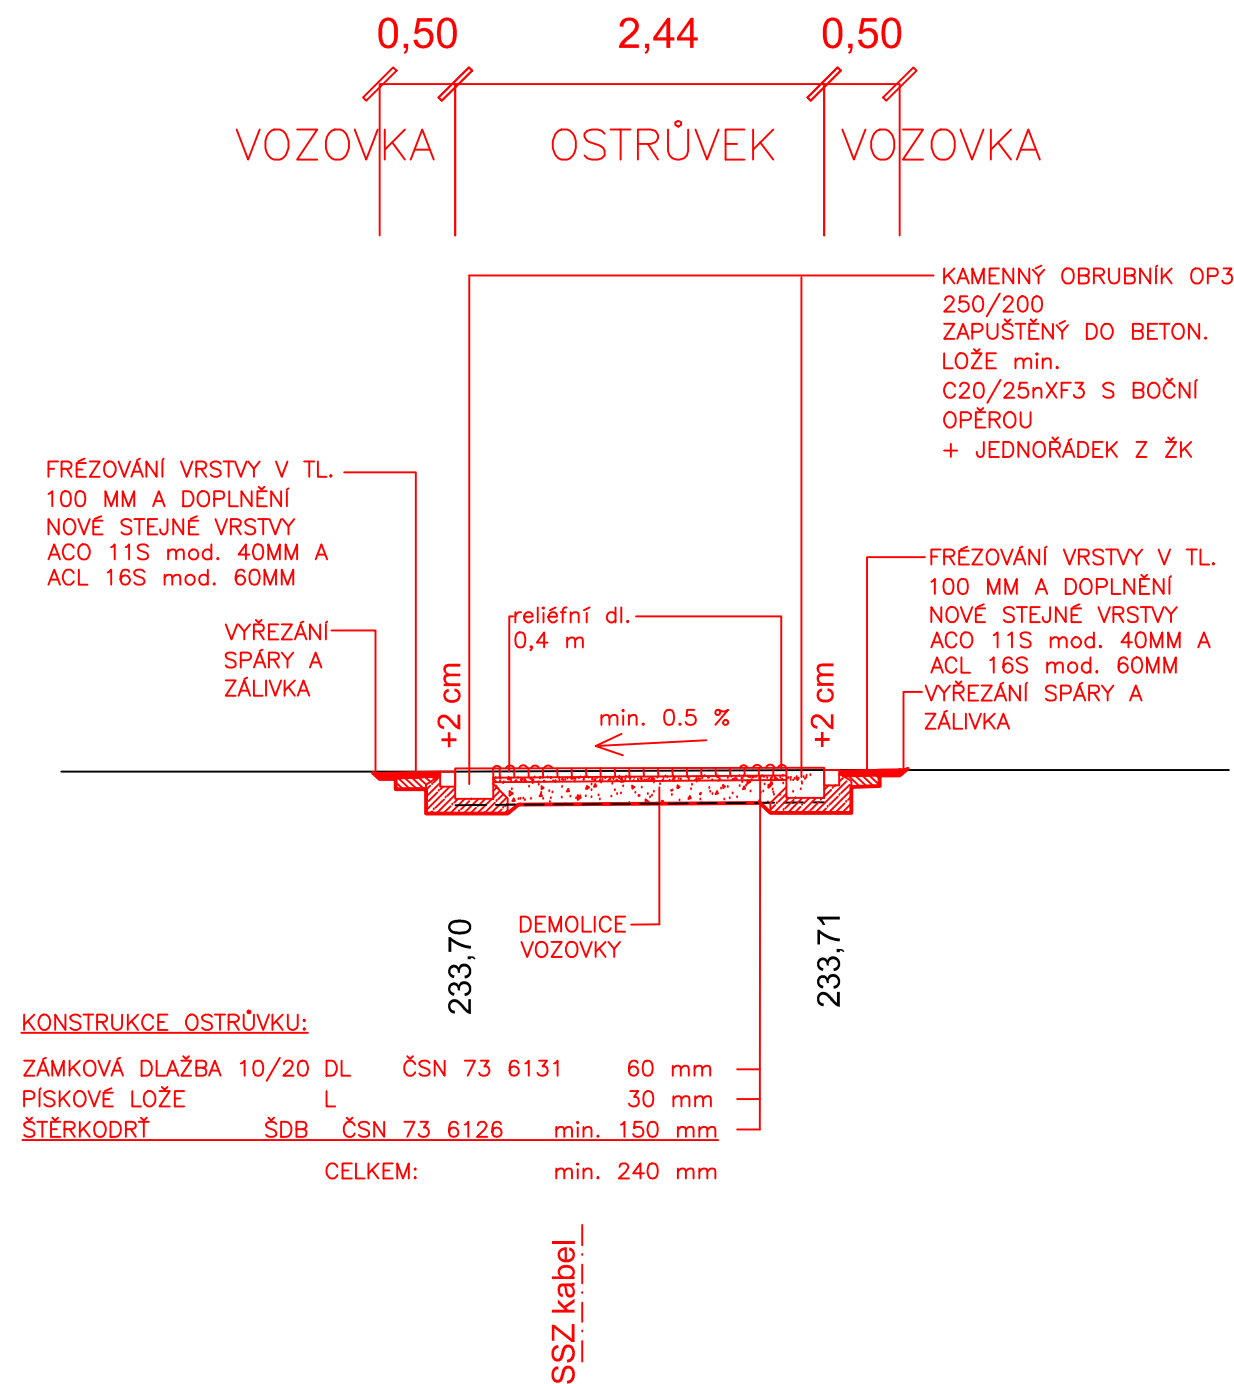 0,50 2,44 0,50
VOZOVKA OSTRŮVEK VOZOVKA
KAMENNÝ OBRUBNÍK OP3
250/200
ZAPUŠTĚNÝ DO BETON.
LOŽE min.
C20/25nXF3 S BOČNÍ
OPĚROU
+ JEDNOŘÁDEK Z ŽK
FRÉZOVÁNÍ VRSTVY V TL.
100 MM A DOPLNĚNÍ
NOVÉ STEJNÉ VRSTVY
ACO 11S mod. 40MM A
ACL 16S mod. 60MM
FRÉZOVÁNÍ VRSTVY V TL.
100 MM A DOPLNĚNÍ
NOVÉ STEJNÉ VRSTVY
ACO 11S mod. 40MM A
ACL 16S mod. 60MM
VYŘEZÁNÍ
SPÁRY A
ZÁLIVKA
reliéfní dl.
0,4 m
VYŘEZÁNÍ SPÁRY A
ZÁLIVKA
+2 cm
min. 0.5 %
+2 cm
DEMOLICE
VOZOVKY
233,70
233,71
KONSTRUKCE OSTRŮVKU:
ZÁMKOVÁ DLAŽBA 10/20 DL ČSN 73 6131 60 mm
PÍSKOVÉ LOŽE L 30 mm
ŠTĚRKODRŤ ŠDB ČSN 73 6126 min. 150 mm
CELKEM: min. 240 mm
SSZ kabel